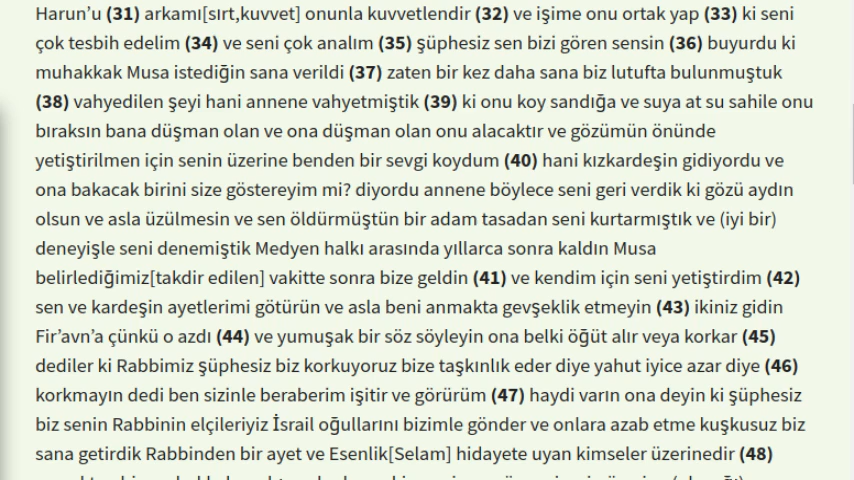 Harun’u (31) arkamı[sırt,kuvvet] onunla kuvvetlendir (32) ve işime onu ortak yap (33) ki seni
çok tesbih edelim (34) ve seni çok analım (35) şüphesiz sen bizi gören sensin (36) buyurdu ki
muhakkak Musa istediğin sana verildi (37) zaten bir kez daha sana biz lutufta bulunmuştuk
(38) vahyedilen şeyi hani annene vahyetmiştik (39) ki onu koy sandığa ve suya at su sahile onu
bıraksın bana düşman olan ve ona düşman olan onu alacaktır ve gözümün önünde
yetiştirilmen için senin üzerine benden bir sevgi koydum (40) hani kızkardeşin gidiyordu ve
ona bakacak birini size göstereyim mi? diyordu annene böylece seni geri verdik ki gözü aydın
olsun ve asla üzülmesin ve sen öldürmüştün bir adam tasadan seni kurtarmıştık ve (iyi bir)
deneyişle seni denemiştik Medyen halkı arasında yıllarca sonra kaldın Musa
belirlediğimiz[takdir edilen] vakitte sonra bize geldin (41) ve kendim için seni yetiştirdim (42)
sen ve kardeşin ayetlerimi götürün ve asla beni anmakta gevşeklik etmeyin (43) ikiniz gidin
Fir’avn’a çünkü o azdı (44) ve yumuşak bir söz söyleyin ona belki öğüt alır veya korkar (45)
dediler ki Rabbimiz şüphesiz biz korkuyoruz bize taşkınlık eder diye yahut iyice azar diye (46)
korkmayın dedi ben sizinle beraberim işitir ve görürüm (47) haydi varın ona deyin ki şüphesiz
biz senin Rabbinin elçileriyiz İsrail oğullarını bizimle gönder ve onlara azab etme kuşkusuz biz
sana getirdik Rabbinden bir ayet ve Esenlik[Selam] hidayete uyan kimseler üzerinedir (48)